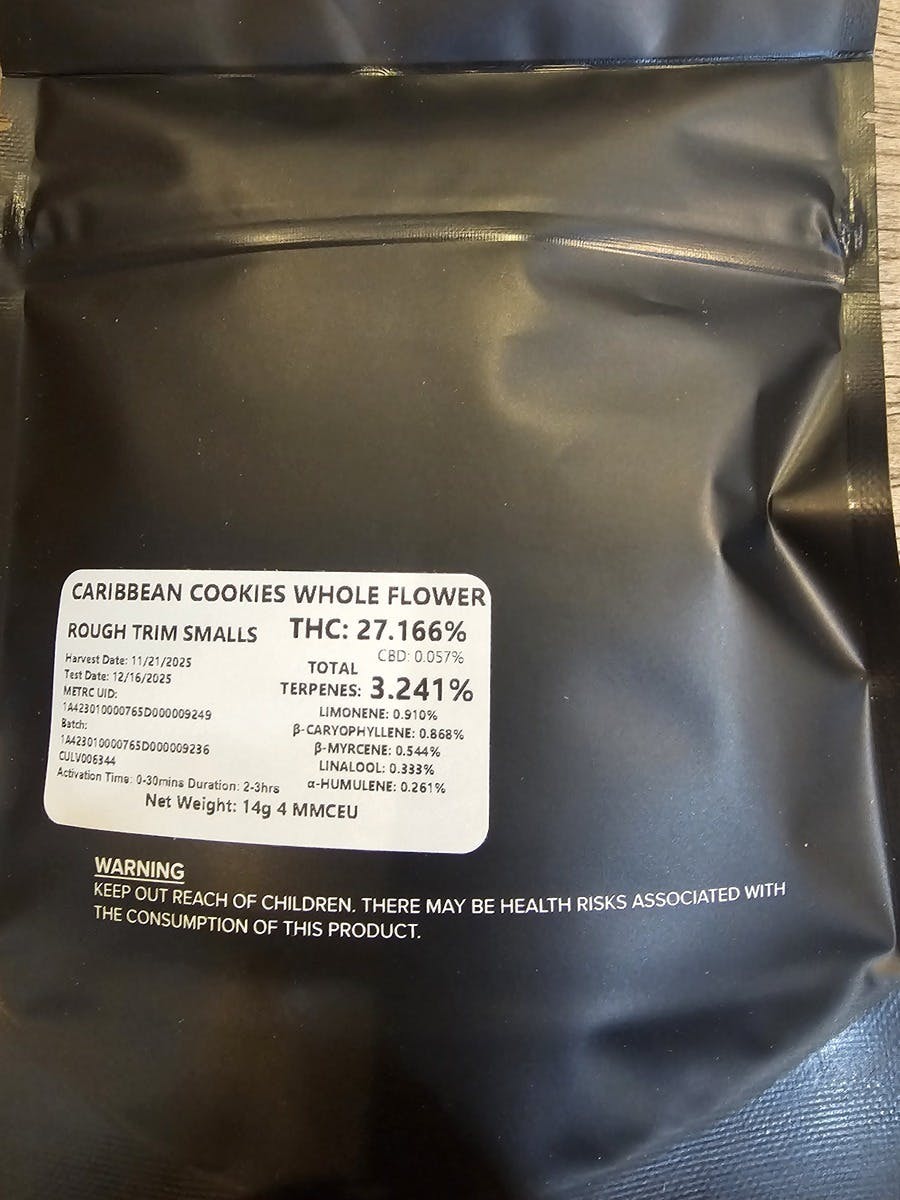 CARIBBEAN COOKIES WHOLE FLOWER
ROUGH TRIM SMALLS
THC: 27.166%
CBD: 0.057%
Harvest Date: 11/21/2025
Test Date: 12/16/2025
METRC UID:
1A423010000765D000009249
Batch:
1A423010000765D000009236
CULV006344
Activation Time: 0-30mins Duration: 2-3hrs
TOTAL
TERPENES: 3.241%
LIMONENE: 0.910%
β-CARYOPHYLLENE: 0.868%
β-MYRCENE: 0.544%
LINALOOL: 0.333%
α-HUMULENE: 0.261%
Net Weight: 14g 4 MMCEU
WARNING
KEEP OUT REACH OF CHILDREN. THERE MAY BE HEALTH RISKS ASSOCIATED WITH
THE CONSUMPTION OF THIS PRODUCT.